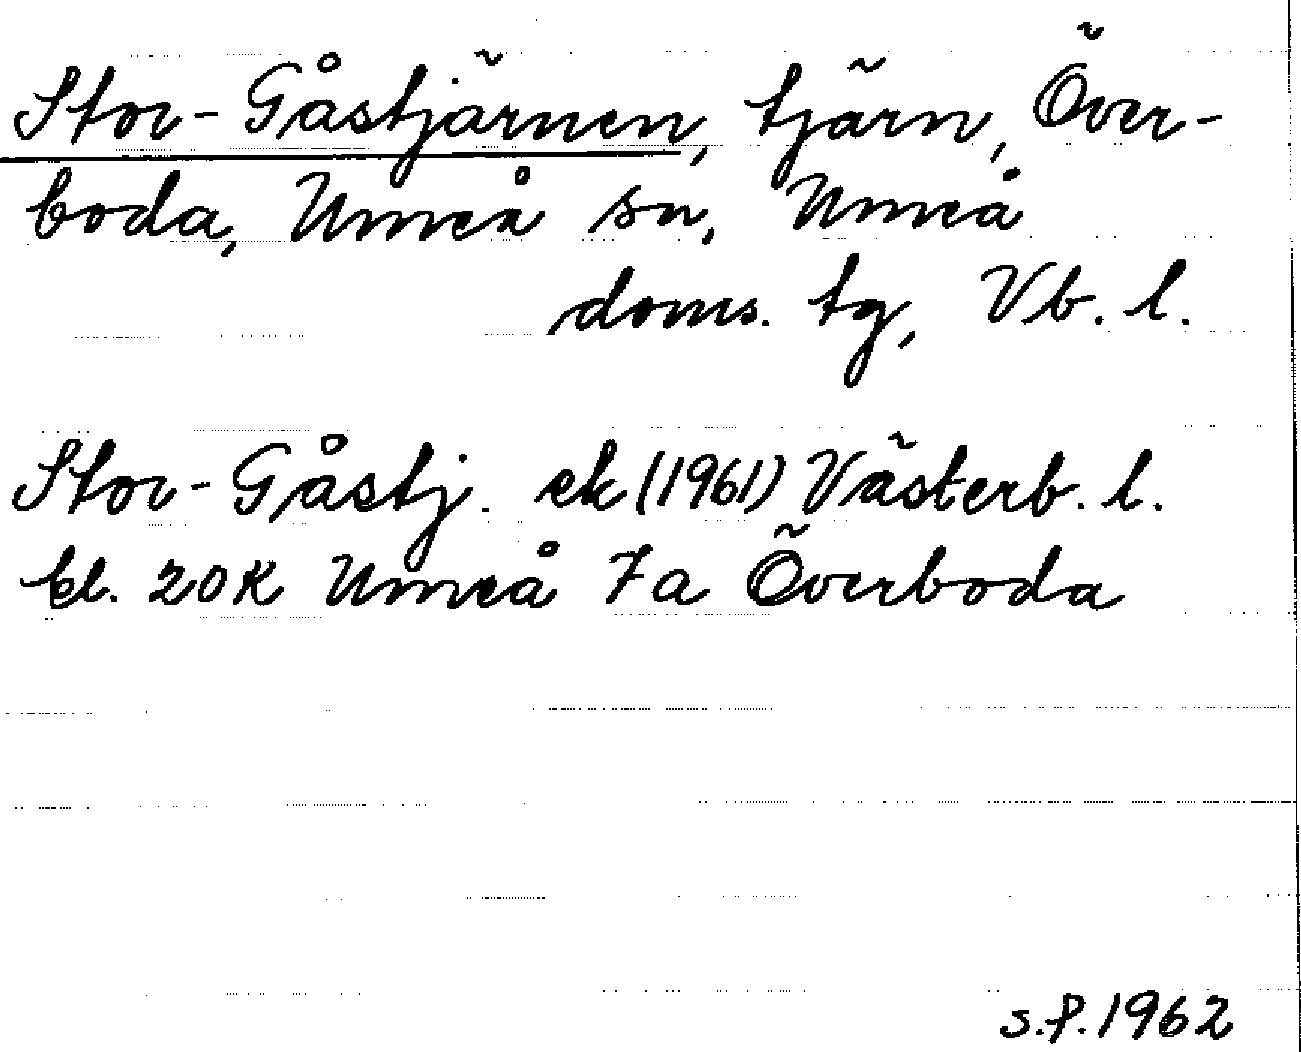 Stor-Gåstjärnen, tjärn, Över-
boda, Umeå sn, Umeå
doms. tg, Vb. l.
Stor-Gåstj. ek (1961) Västerb. l.
bl. 20K Umeå 7a Överboda
s.f. 1962